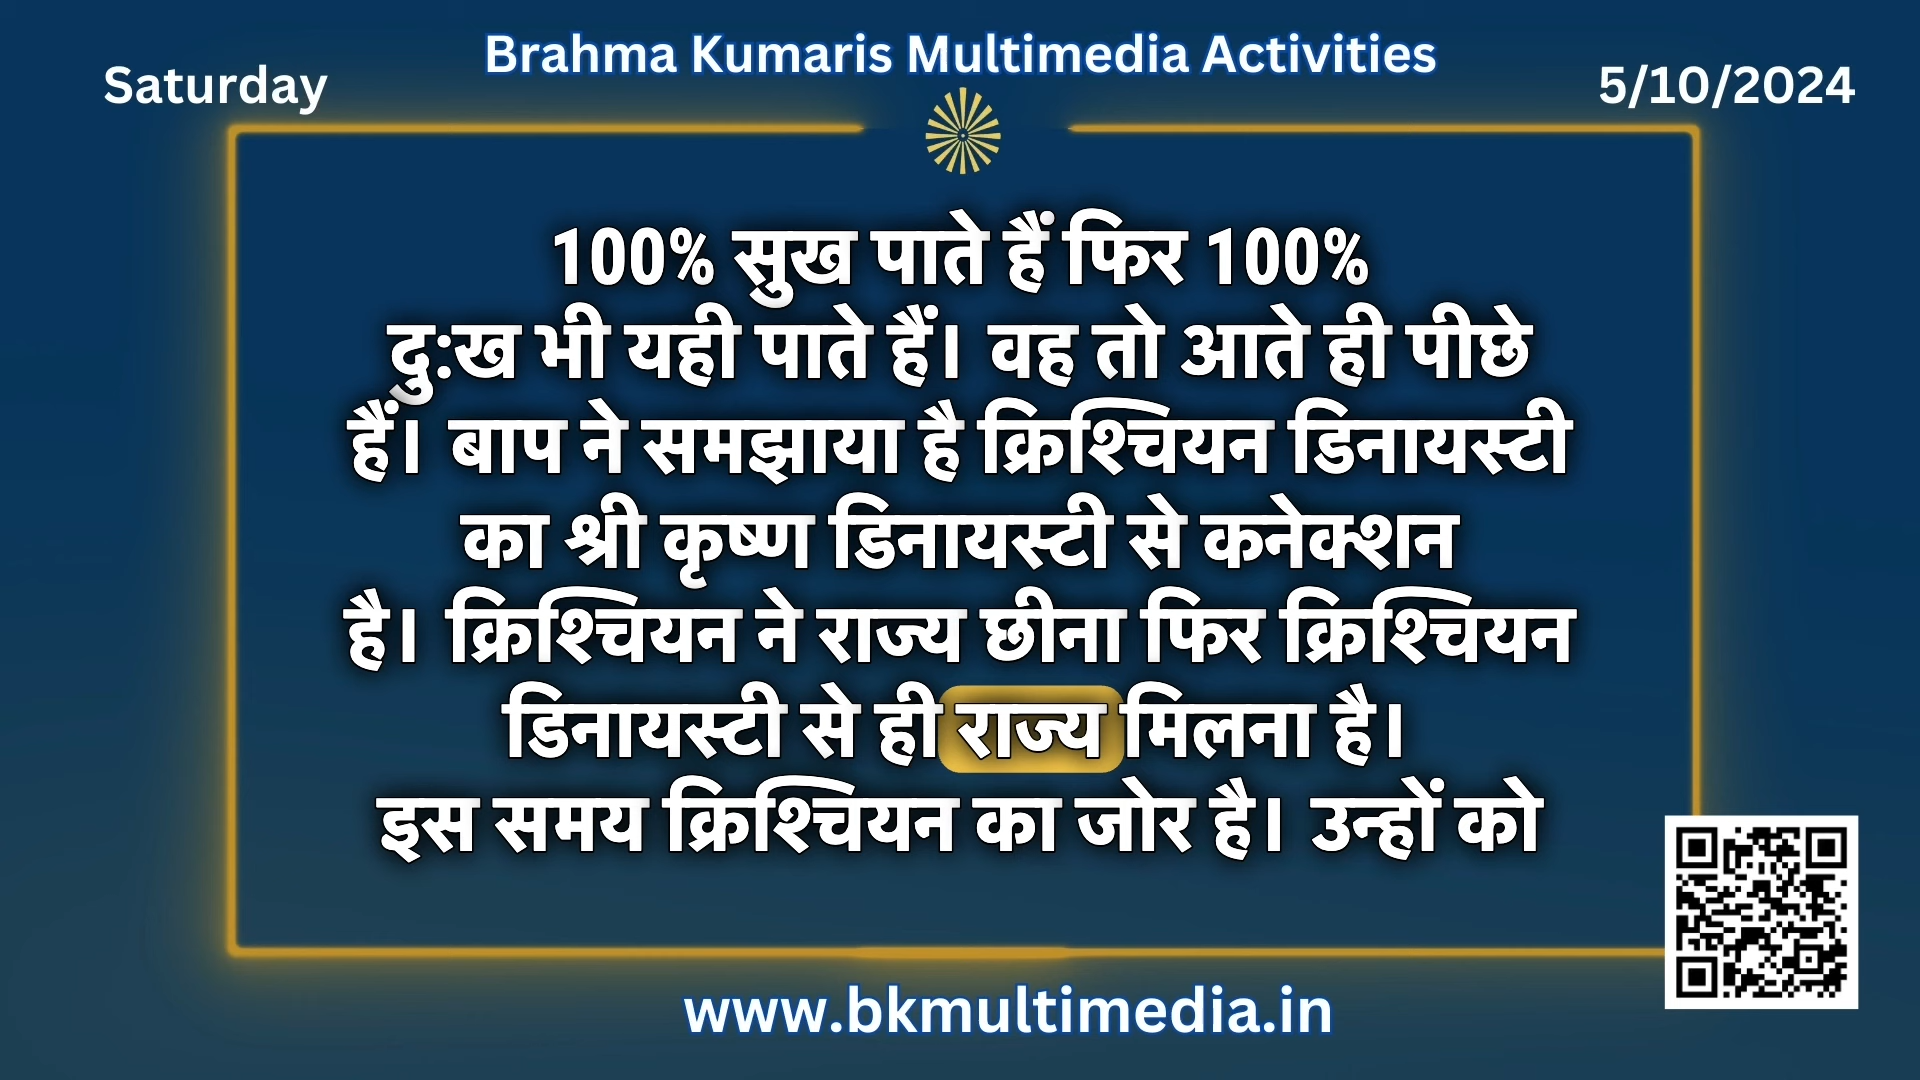 Brahma Kumaris Multimedia Activities
Saturday
5/10/2024
100% सुख पाते हैं फिर 100%
दु:ख भी यही पाते हैं। वह तो आते ही पीछे
हैं। बाप ने समझाया है क्रिश्चियन डिनायस्टी
का श्री कृष्ण डिनायस्टी से कनेक्शन
है। क्रिश्चियन ने राज्य छीना फिर क्रिश्चियन
डिनायस्टी से ही राज्य मिलना है।
इस समय क्रिश्चियन का जोर है। उन्हों को
www.bkmultimedia.in